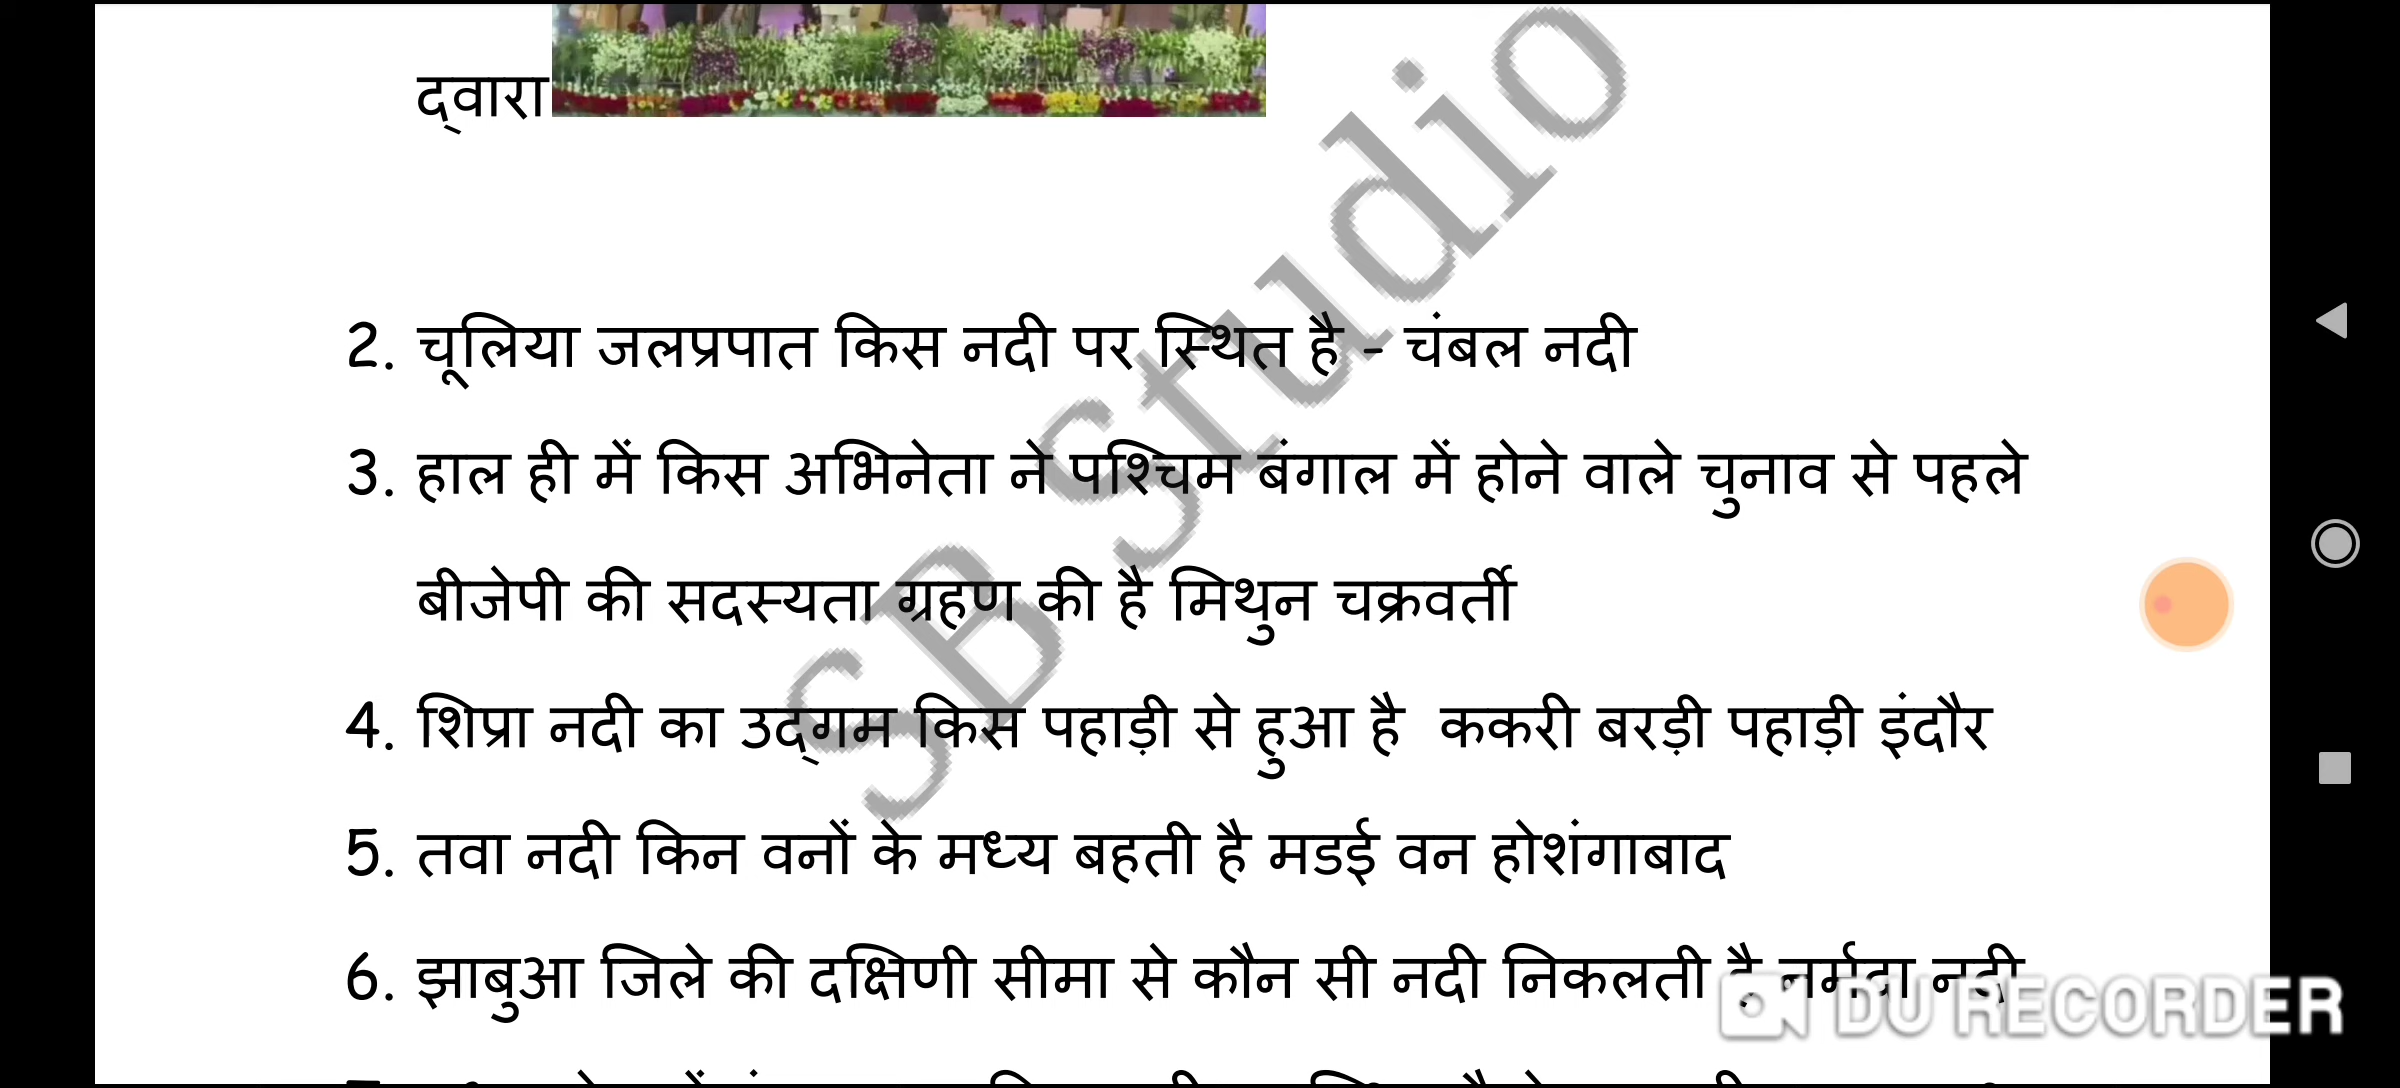 द्वारा
2. चूलिया जलप्रपात किस नदी पर स्थित है - चंबल नदी
3. हाल ही में किस अभिनेता ने पश्चिम बंगाल में होने वाले चुनाव से पहले
बीजेपी की सदस्यता ग्रहण की है मिथुन चक्रवर्ती
4. शिप्रा नदी का उद्गम किस पहाड़ी से हुआ है ककरी बरड़ी पहाड़ी इंदौर
5. तवा नदी किन वनों के मध्य बहती है मडई वन होशंगाबाद
6. झाबुआ जिले की दक्षिणी सीमा से कौन सी नदी निकलती है नर्मदा नदी
SB Studio
DU RECORDER